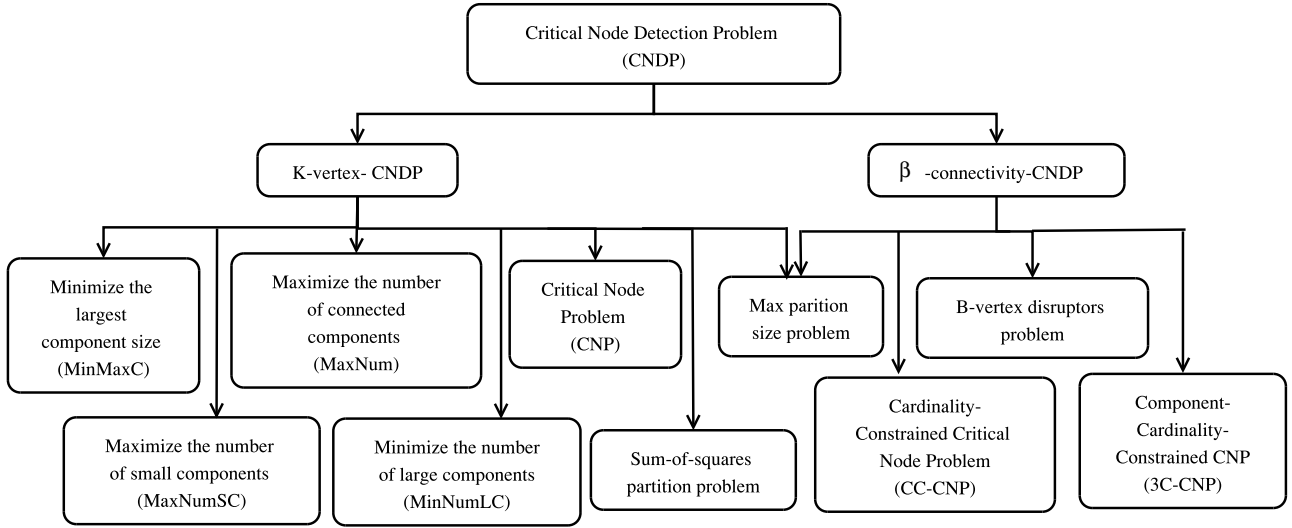 Critical Node Detection Problem
(CNDP)
K-vertex- CNDP
β -connectivity-CNDP
Minimize the
largest
component size
(MinMaxC)
Maximize the number
of connected
components
(MaxNum)
Critical Node
Problem
(CNP)
Max parition
size problem
B-vertex disruptors
problem
Maximize the number
of small components
(MaxNumSC)
Minimize the number
of large components
(MinNumLC)
Sum-of-squares
partition problem
Cardinality-
Constrained Critical
Node Problem
(CC-CNP)
Component-
Cardinality-
Constrained CNP
(3C-CNP)